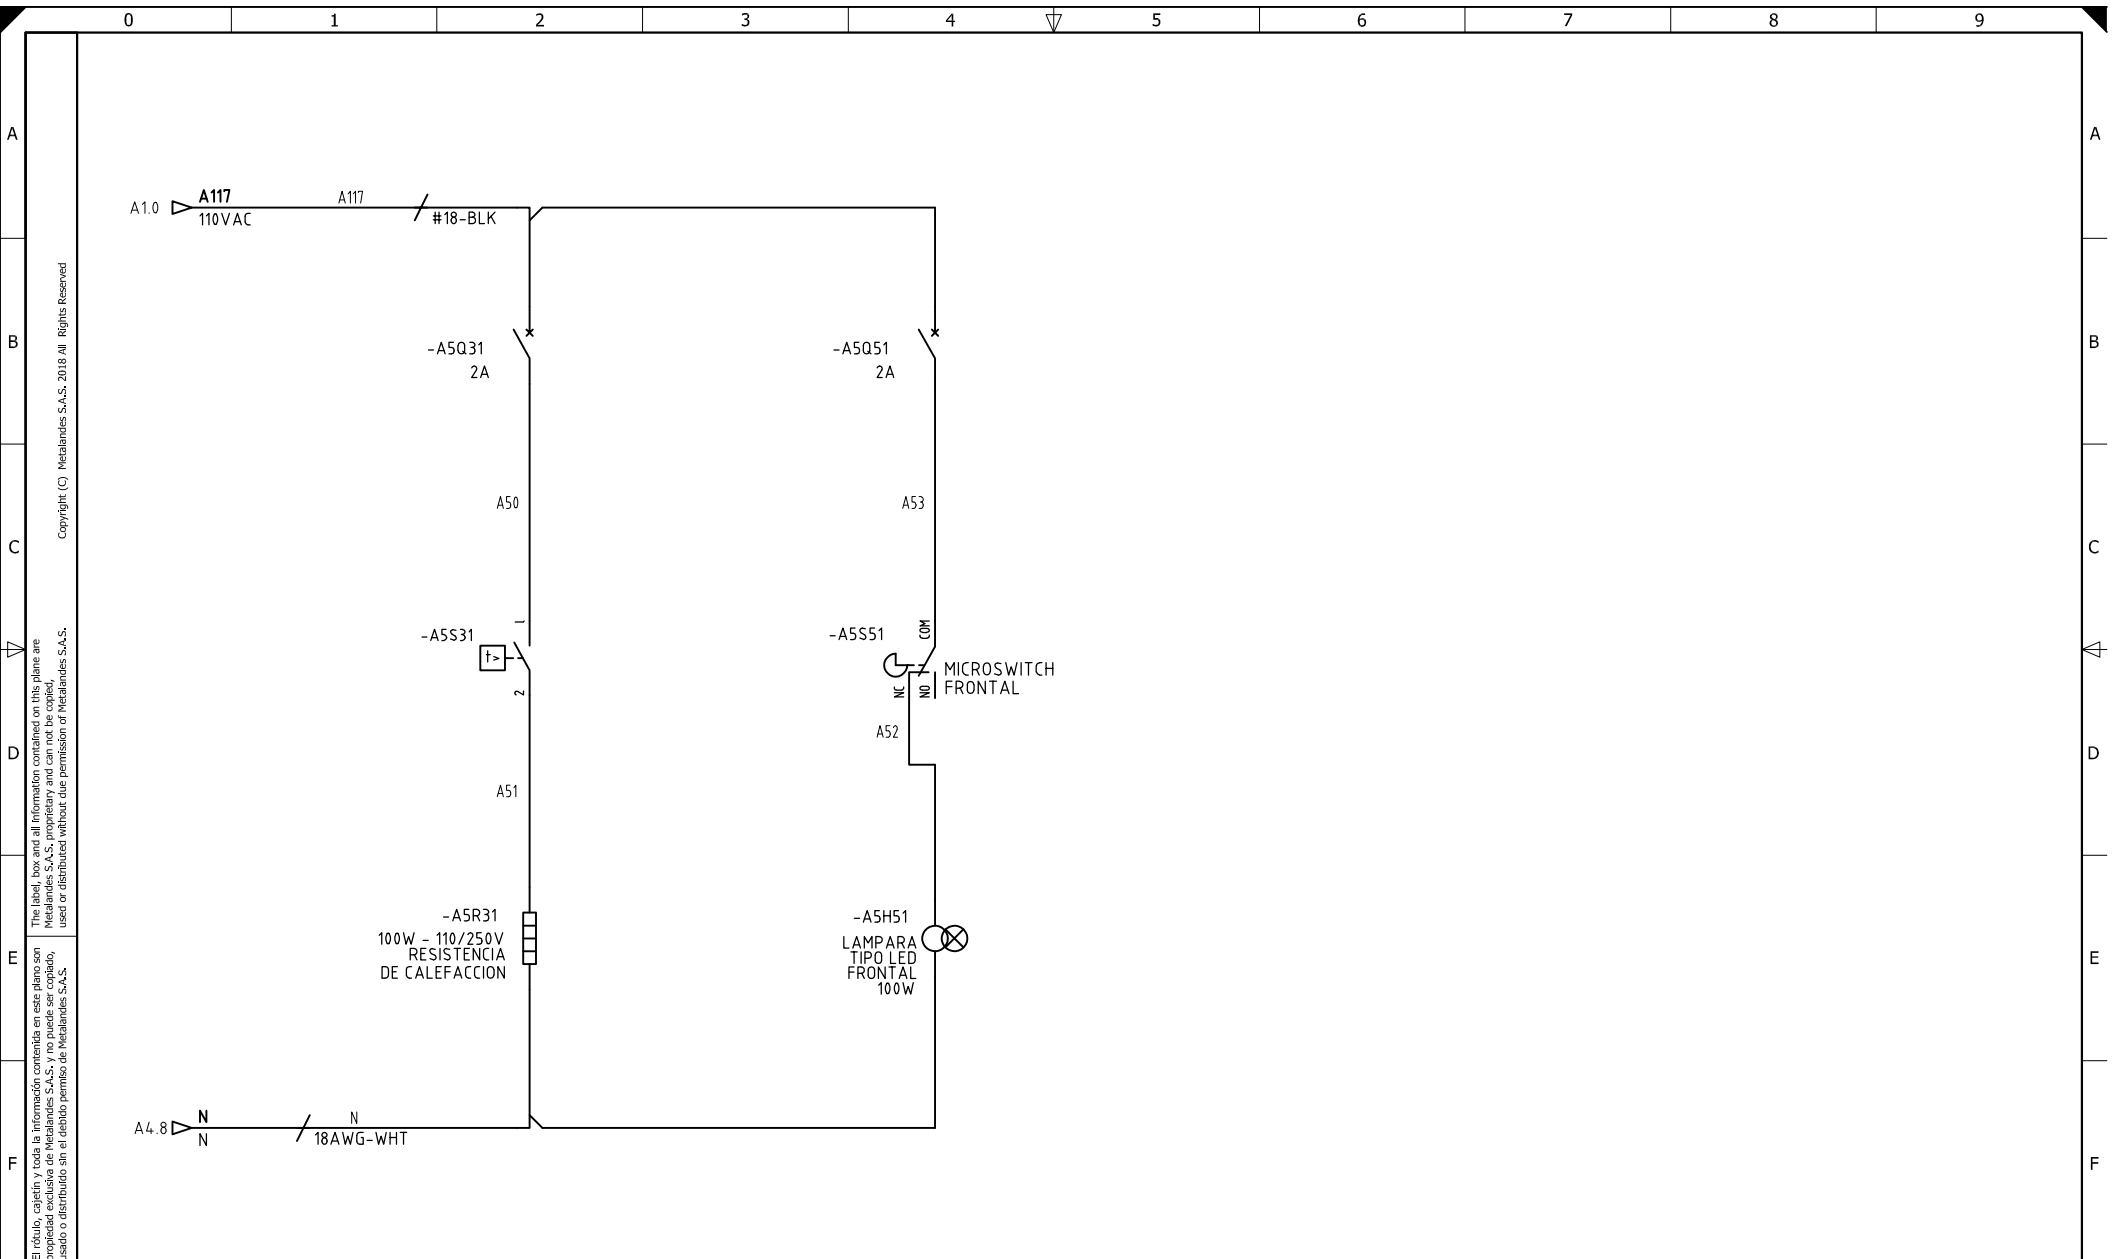 0 1 2 3 4 5 6 7 8 9
A A
A1.0 A117 A117
110VAC #18-BLK
B B
-A5Q31 -A5Q51
2A 2A
A50 A53
C C
1 COM
-A5S31 -A5S51
t>
MICROSWITCH
FRONTAL
2 NC NO
A52
D D
A51
-A5R31
100W - 110/250V
RESISTENCIA
DE CALEFACCION
-A5H51
LAMPARA
TIPO LED
FRONTAL
100W
E E
A4.8 N N
N 18AWG-WHT
F F
Copyright (C) Metalandes S.A.S. 2018 All Rights Reserved
The label, box and all information contained on this plane are
Metalandes S.A.S. proprietary and can not be copied,
used or distributed without due permission of Metalandes S.A.S.
El rótulo, cajetín y toda la información contenida en este plano son
propiedad exclusiva de Metalandes S.A.S. y no puede ser copiado,
usado o distribuído sin el debido permiso de Metalandes S.A.S.